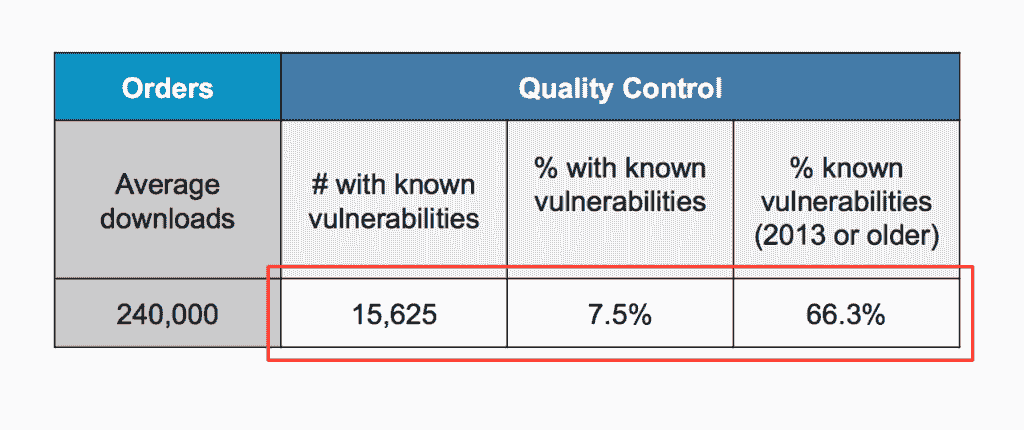 Orders
Quality Control
Average
downloads
# with known
vulnerabilities
% with known
vulnerabilities
% known
vulnerabilities
(2013 or older)
240,000
15,625
7.5%
66.3%